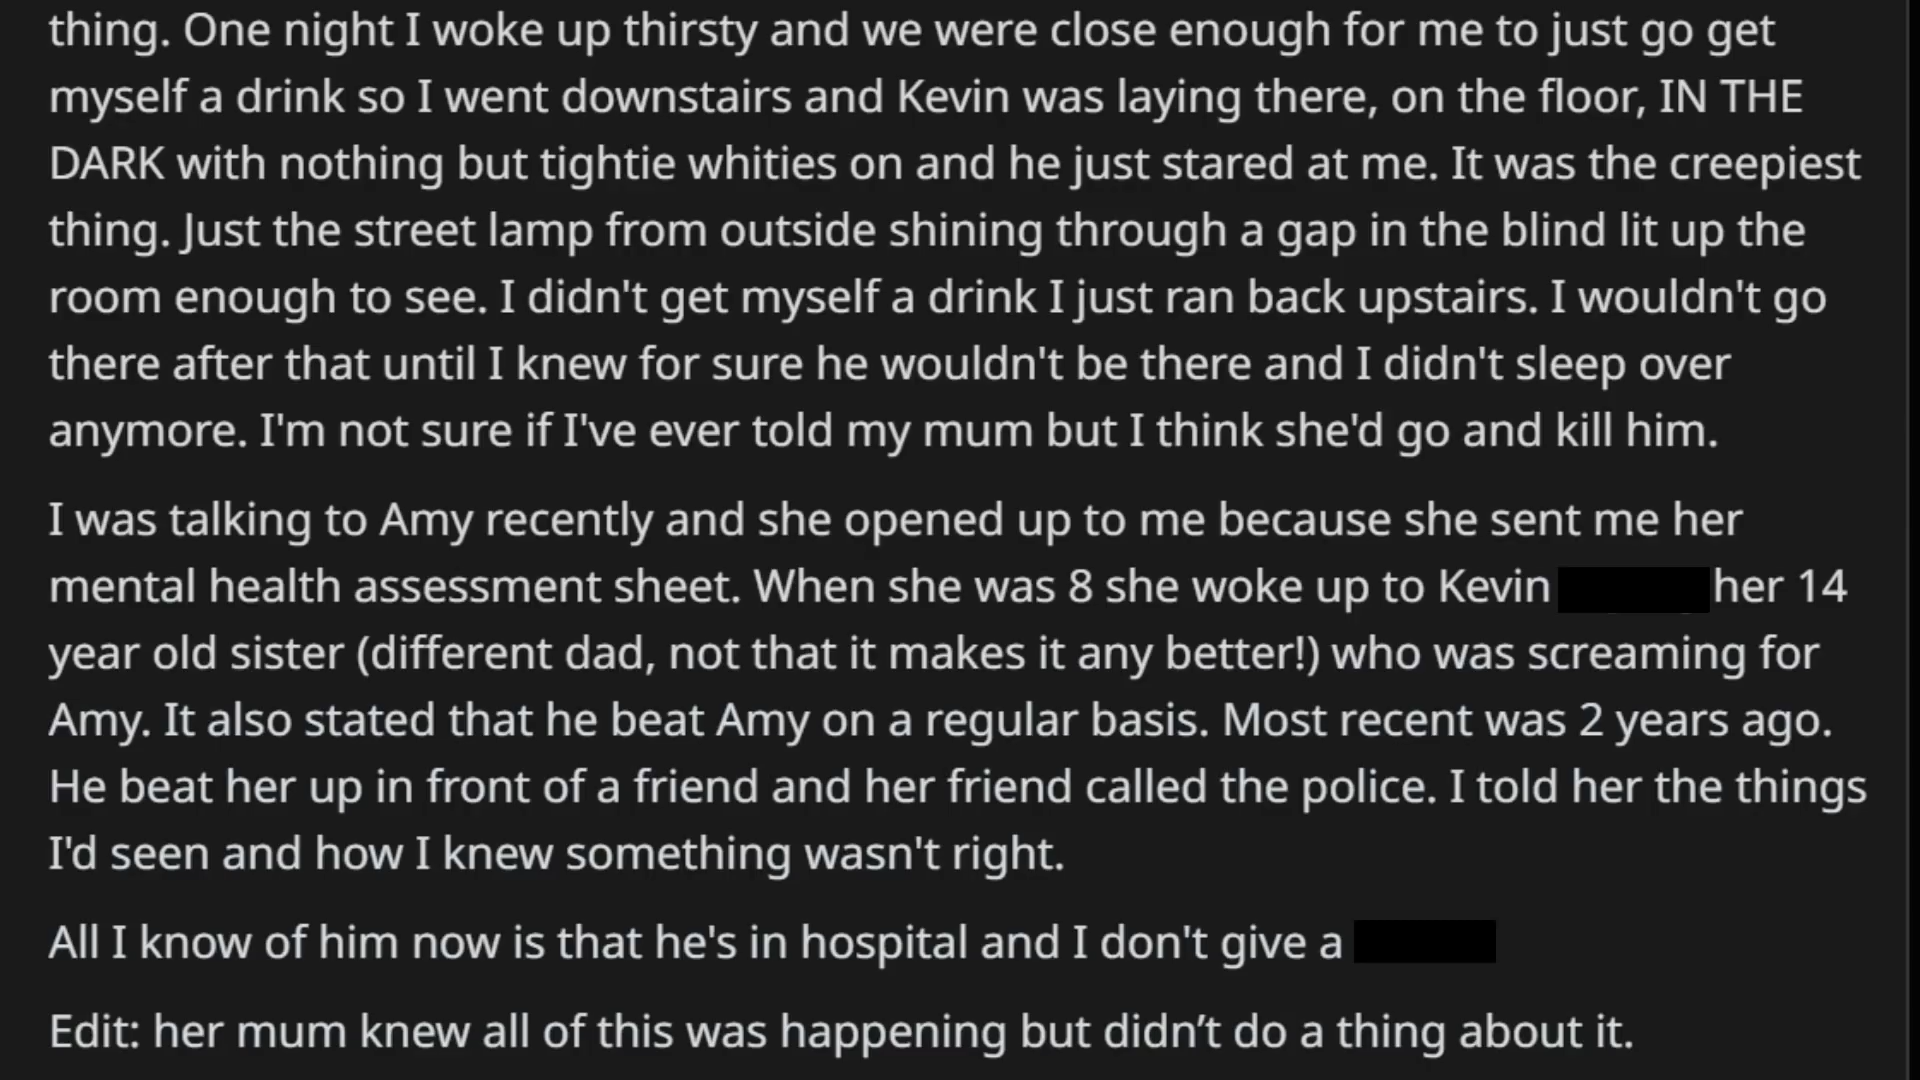 thing. One night I woke up thirsty and we were close enough for me to just go get
myself a drink so I went downstairs and Kevin was laying there, on the floor, IN THE
DARK with nothing but tightie whities on and he just stared at me. It was the creepiest
thing. Just the street lamp from outside shining through a gap in the blind lit up the
room enough to see. I didn't get myself a drink I just ran back upstairs. I wouldn't go
there after that until I knew for sure he wouldn't be there and I didn't sleep over
anymore. I'm not sure if I've ever told my mum but I think she'd go and kill him.
I was talking to Amy recently and she opened up to me because she sent me her
mental health assessment sheet. When she was 8 she woke up to Kevin her 14
year old sister (different dad, not that it makes it any better!) who was screaming for
Amy. It also stated that he beat Amy on a regular basis. Most recent was 2 years ago.
He beat her up in front of a friend and her friend called the police. I told her the things
I'd seen and how I knew something wasn't right.
All I know of him now is that he's in hospital and I don't give a
Edit: her mum knew all of this was happening but didn’t do a thing about it.